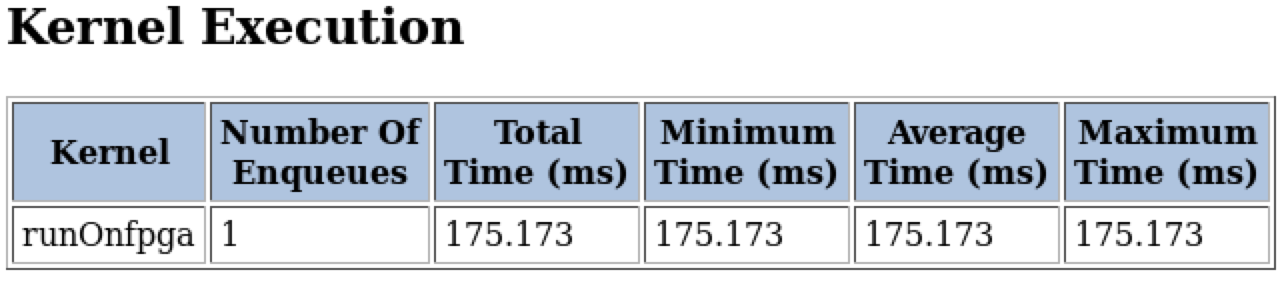 Kernel Execution
Kernel Number Of Enqueues Total Time (ms) Minimum Time (ms) Average Time (ms) Maximum Time (ms)
runOnfpga 1 175.173 175.173 175.173 175.173